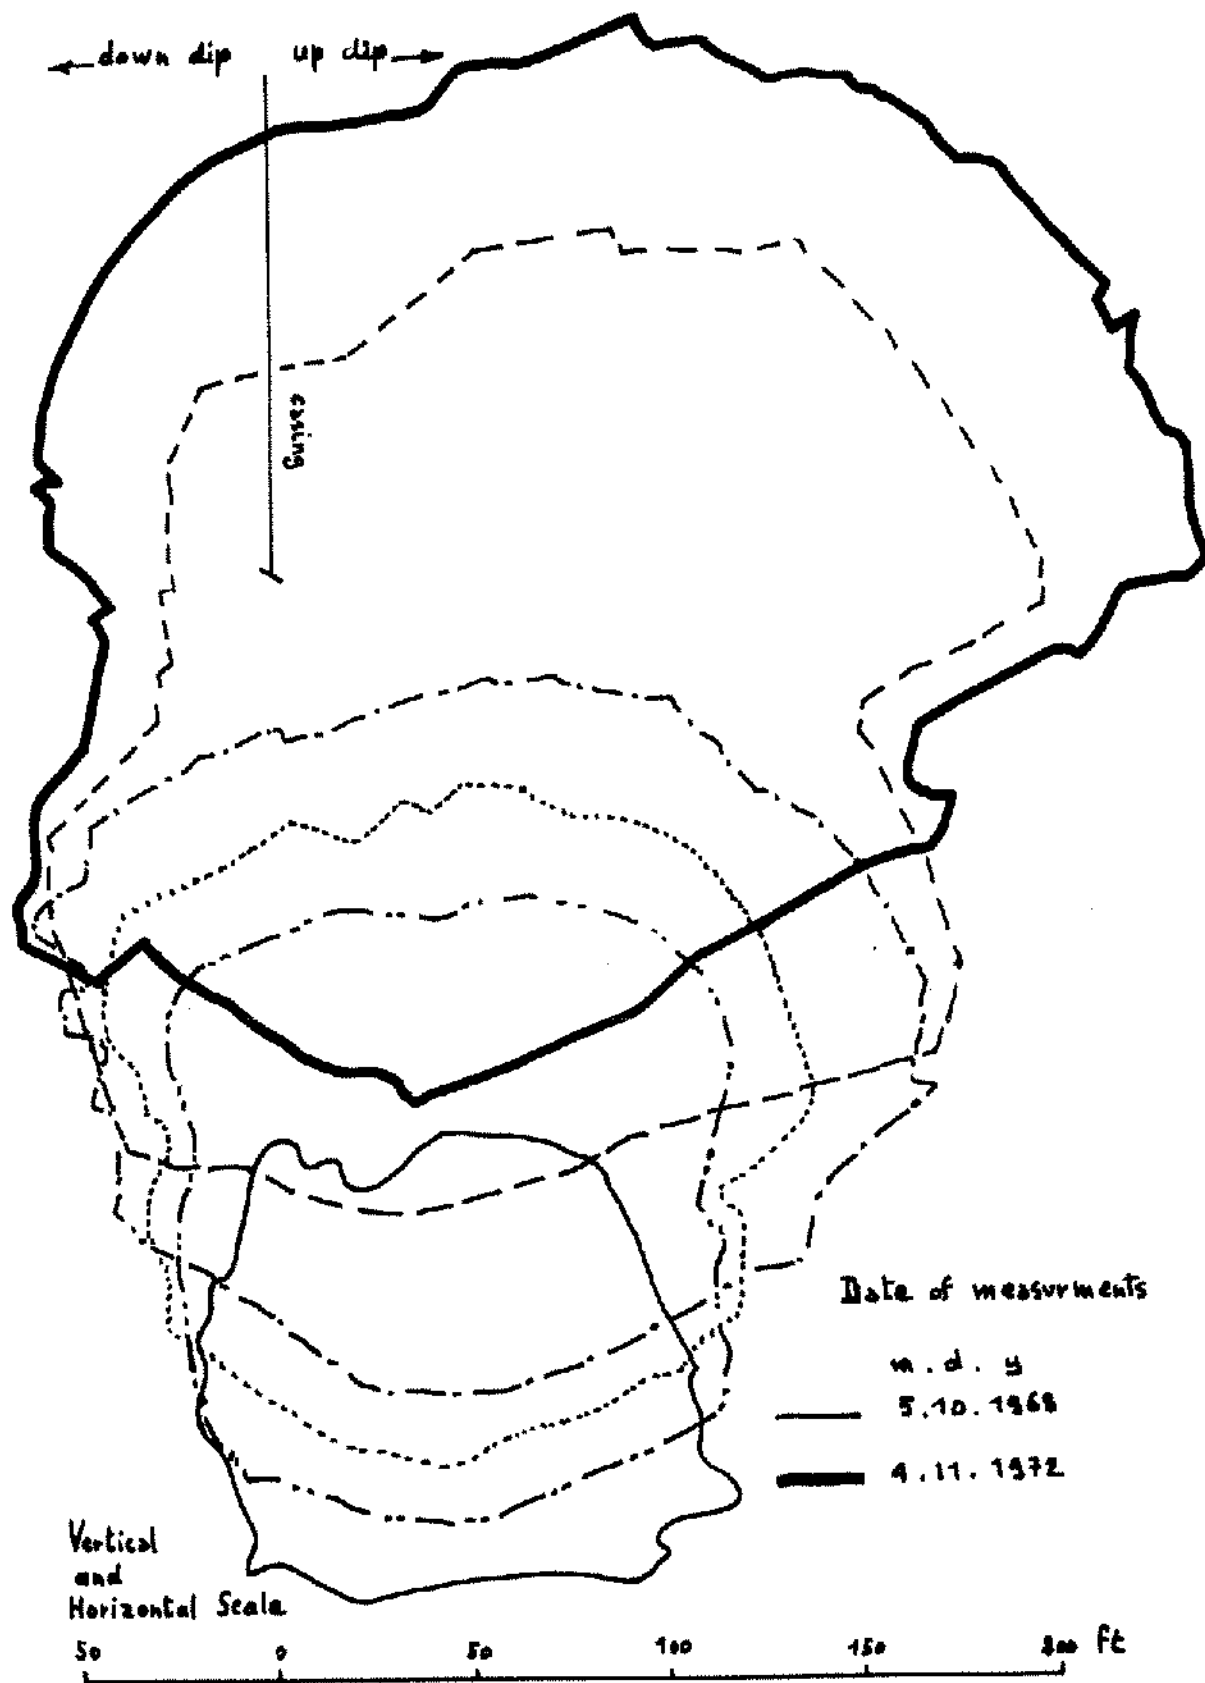 down dip up dip
casing
Date of measurments
m. d. y
5.10.1968
4.11.1972
Vertical
and
Horizontal Scale
50 0 50 100 150 200 ft